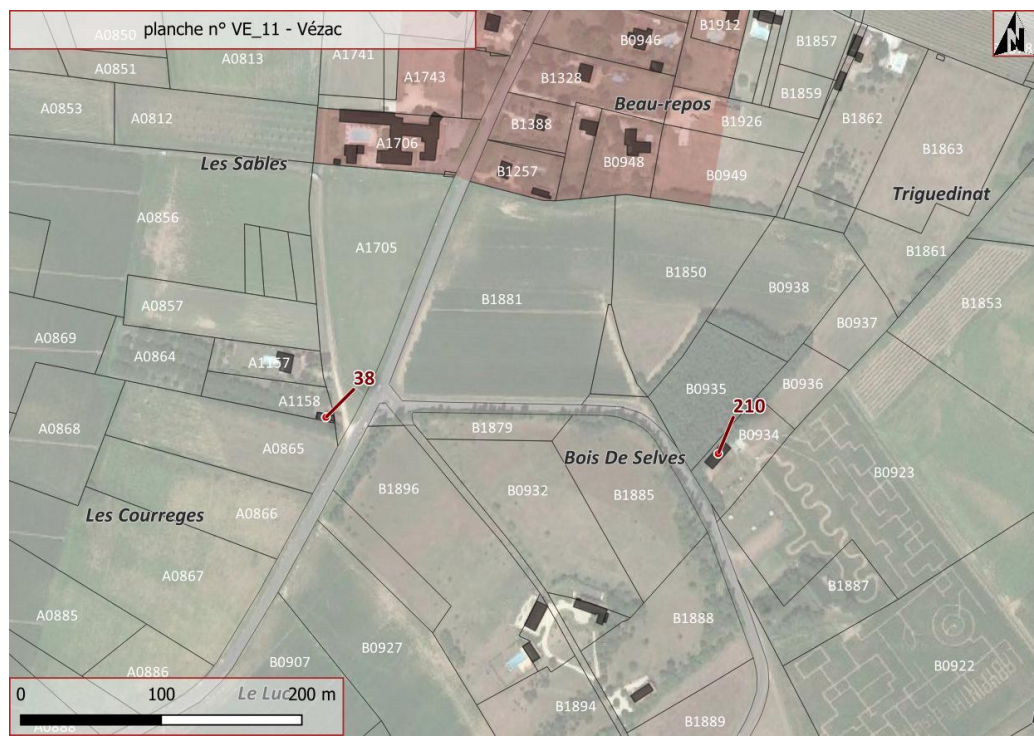 planche n° VE_11 - Vézac
A0850
A0813
A1741
B0946
B1912
B1857
A0851
A1743
B1328
B1859
Beau-repos
A0853
A0812
B1388
B1926
B1862
A1706
B0948
B1863
Les Sables
B1257
B0949
Triguedinat
A0856
A1705
B1850
B1861
B0938
A0857
B1881
B1853
A0869
B0937
A0864
A1157
38
B0935
B0936
A1158
210
A0868
B1879
B0934
A0865
Bois De Selves
B0923
B1896
B0932
B1885
Les Courreges
A0866
A0867
B1887
A0885
B1888
B0927
A0886
B0907
B0922
0 100 200 m
Le Luc
B1894
B1889
A0888